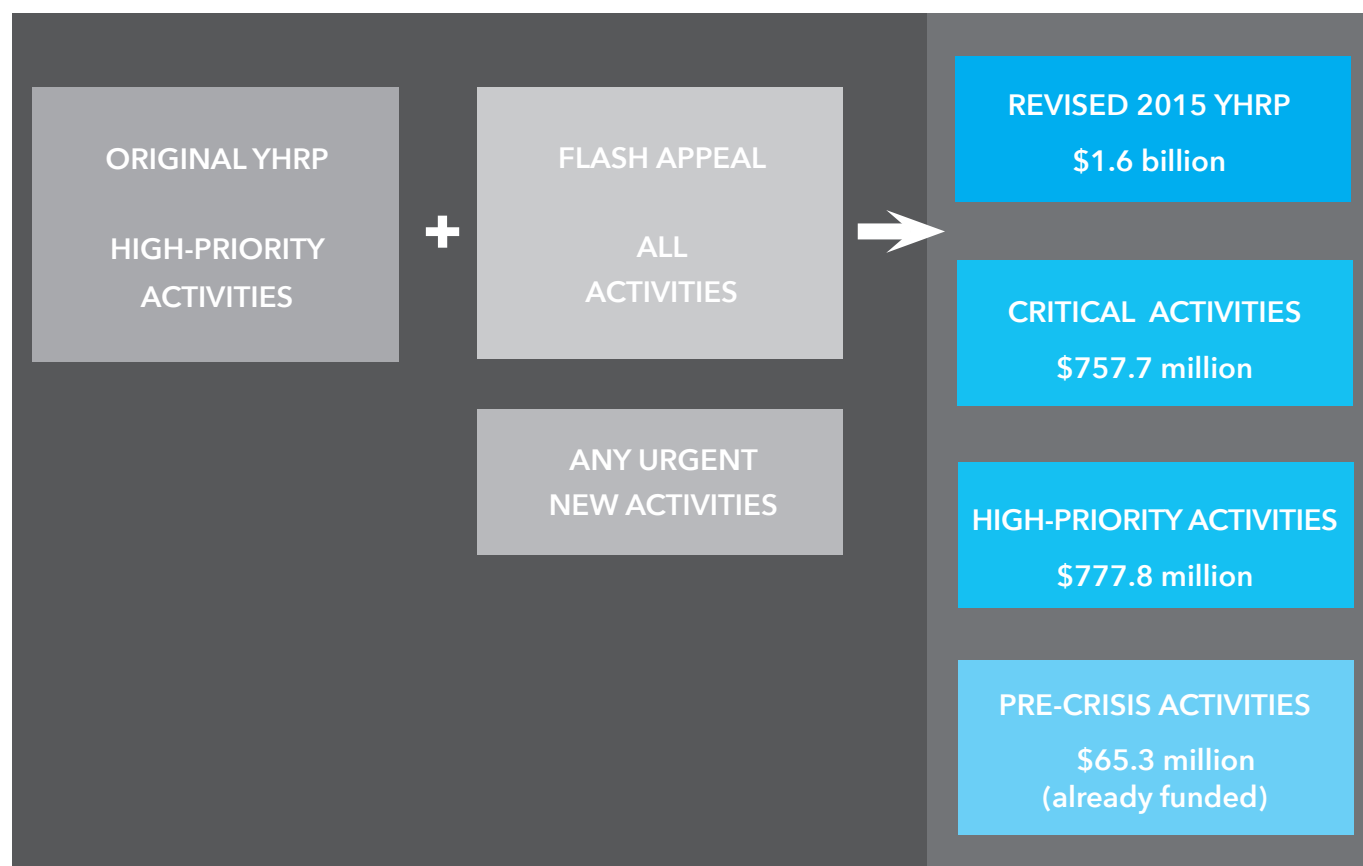 ORIGINAL YHRP
HIGH-PRIORITY
ACTIVITIES
FLASH APPEAL
ALL
ACTIVITIES
ANY URGENT
NEW ACTIVITIES
REVISED 2015 YHRP
$1.6 billion
CRITICAL ACTIVITIES
$757.7 million
HIGH-PRIORITY ACTIVITIES
$777.8 million
PRE-CRISIS ACTIVITIES
$65.3 million
(already funded)